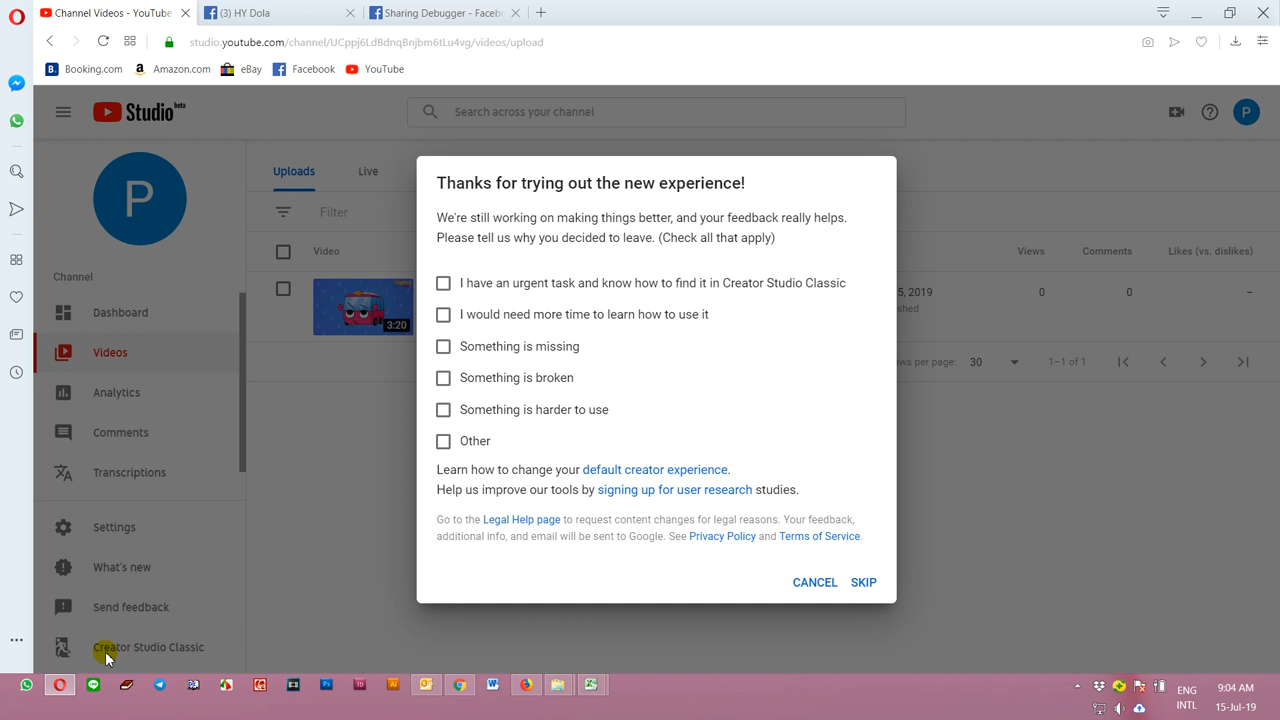 Channel Videos - YouTube
(3) HY Dola
Sharing Debugger - Facebo
studio.youtube.com/channel/UCppj6LdBdnqBnjbm6tLu4vg/videos/upload
Booking.com
Amazon.com
eBay
Facebook
YouTube
Studio beta
Search across your channel
P
P
Uploads
Live
Filter
Video
Views
Comments
Likes (vs. dislikes)
3:20
5, 2019
shed
0
0
–
ows per page:
30
1–1 of 1
Channel
Dashboard
Videos
Analytics
Comments
Transcriptions
Settings
What's new
Send feedback
Creator Studio Classic
Thanks for trying out the new experience!
We're still working on making things better, and your feedback really helps.
Please tell us why you decided to leave. (Check all that apply)
I have an urgent task and know how to find it in Creator Studio Classic
I would need more time to learn how to use it
Something is missing
Something is broken
Something is harder to use
Other
Learn how to change your default creator experience.
Help us improve our tools by signing up for user research studies.
Go to the Legal Help page to request content changes for legal reasons. Your feedback,
additional info, and email will be sent to Google. See Privacy Policy and Terms of Service.
CANCEL
SKIP
ENG
INTL
9:04 AM
15-Jul-19